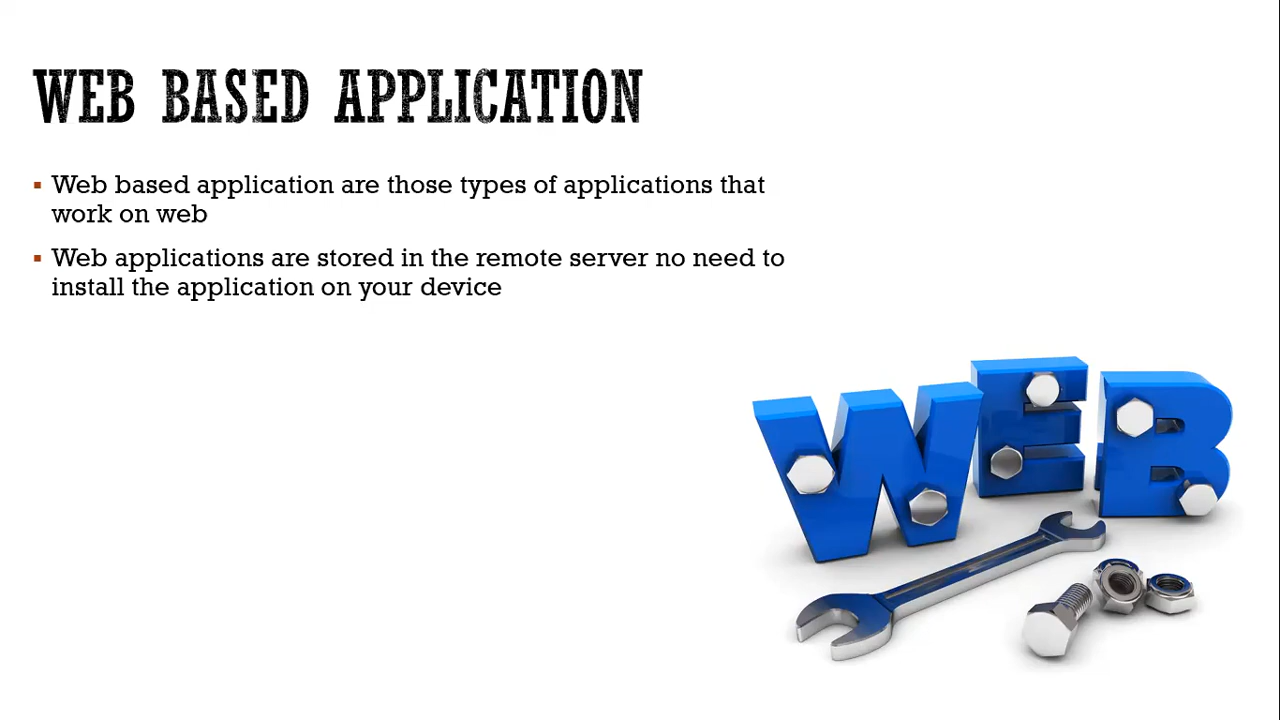 WEB BASED APPLICATION
▪ Web based application are those types of applications that
work on web
▪ Web applications are stored in the remote server no need to
install the application on your device
WEB